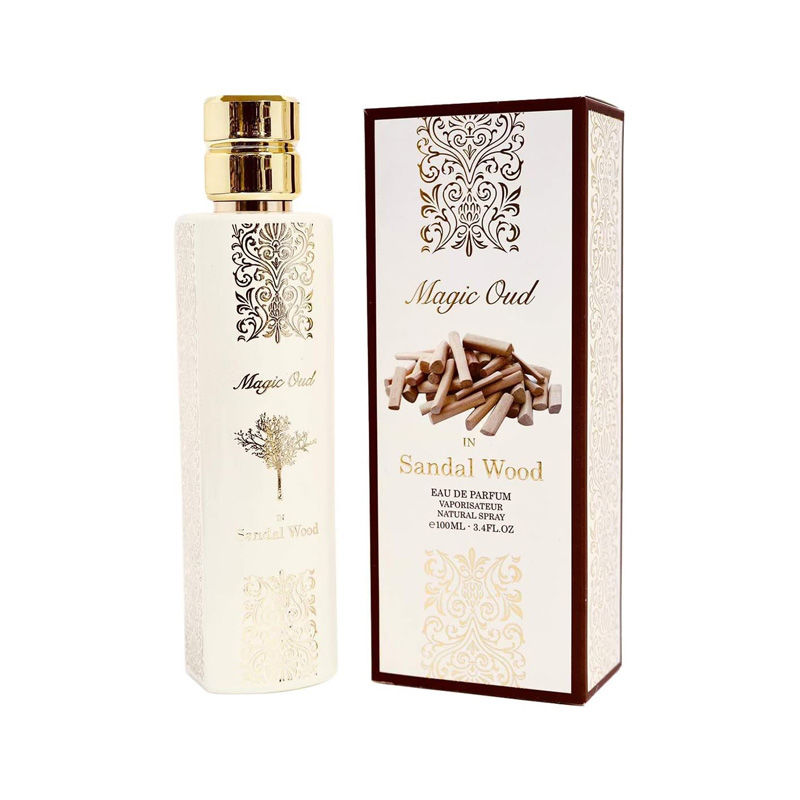 Magic Oud
IN
Sandal Wood
Magic Oud
IN
Sandal Wood
EAU DE PARFUM
VAPORISATEUR
NATURAL SPRAY
℮100ML · 3.4FL.OZ